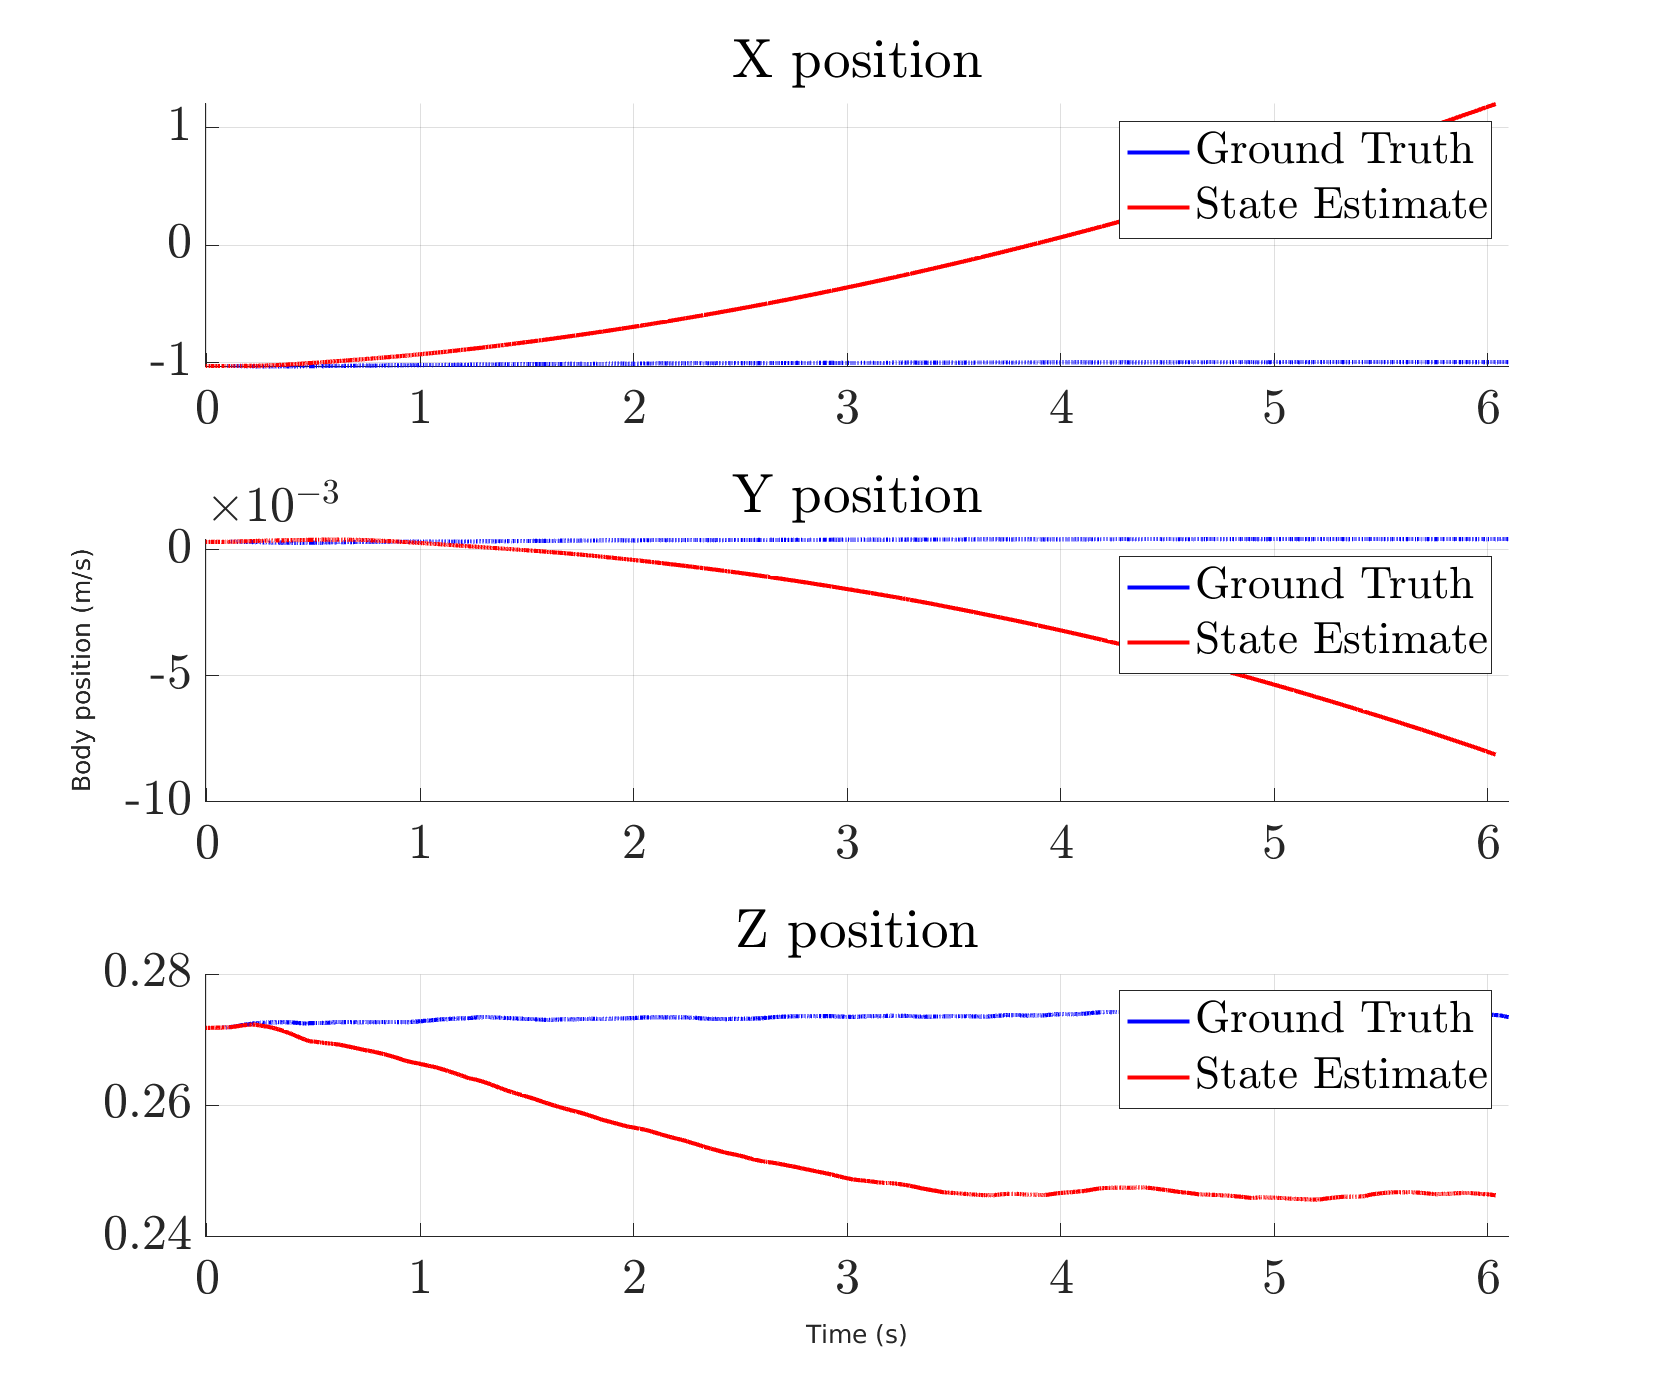 X position
1
0
-1
Ground Truth
State Estimate
0 1 2 3 4 5 6
Y position
×10⁻³
0
-5
-10
Ground Truth
State Estimate
0 1 2 3 4 5 6
Body position (m/s)
Z position
0.28
0.26
0.24
Ground Truth
State Estimate
0 1 2 3 4 5 6
Time (s)